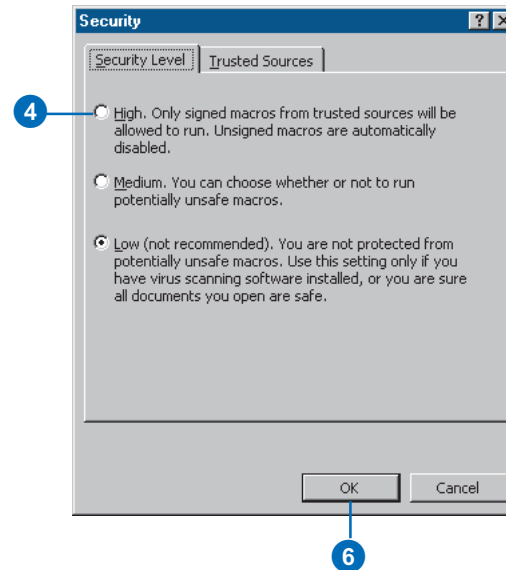 Security
? X
Security Level
Trusted Sources
4
High. Only signed macros from trusted sources will be
allowed to run. Unsigned macros are automatically
disabled.
Medium. You can choose whether or not to run
potentially unsafe macros.
Low (not recommended). You are not protected from
potentially unsafe macros. Use this setting only if you
have virus scanning software installed, or you are sure
all documents you open are safe.
OK
Cancel
6